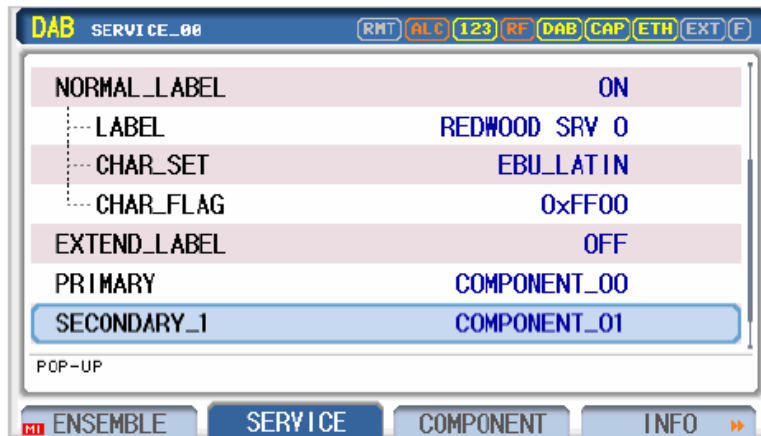 DAB SERVICE_00 RMT ALC 123 RF DAB CAP ETH EXT F
NORMAL_LABEL ON
LABEL REDWOOD SRV 0
CHAR_SET EBU_LATIN
CHAR_FLAG 0xFF00
EXTEND_LABEL OFF
PRIMARY COMPONENT_00
SECONDARY_1 COMPONENT_01
POP-UP
MI ENSEMBLE SERVICE COMPONENT INFO